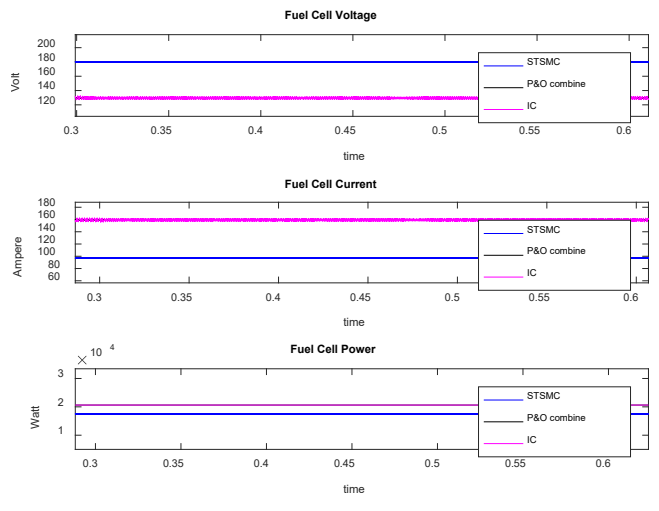 Fuel Cell Voltage
200
180
160
140
120
Volt
STSMC
P&O combine
IC
0.3 0.35 0.4 0.45 0.5 0.55 0.6
time
Fuel Cell Current
180
160
140
120
100
80
60
Ampere
STSMC
P&O combine
IC
0.3 0.35 0.4 0.45 0.5 0.55 0.6
time
× 10 4
Fuel Cell Power
3
2
1
Watt
STSMC
P&O combine
IC
0.3 0.35 0.4 0.45 0.5 0.55 0.6
time